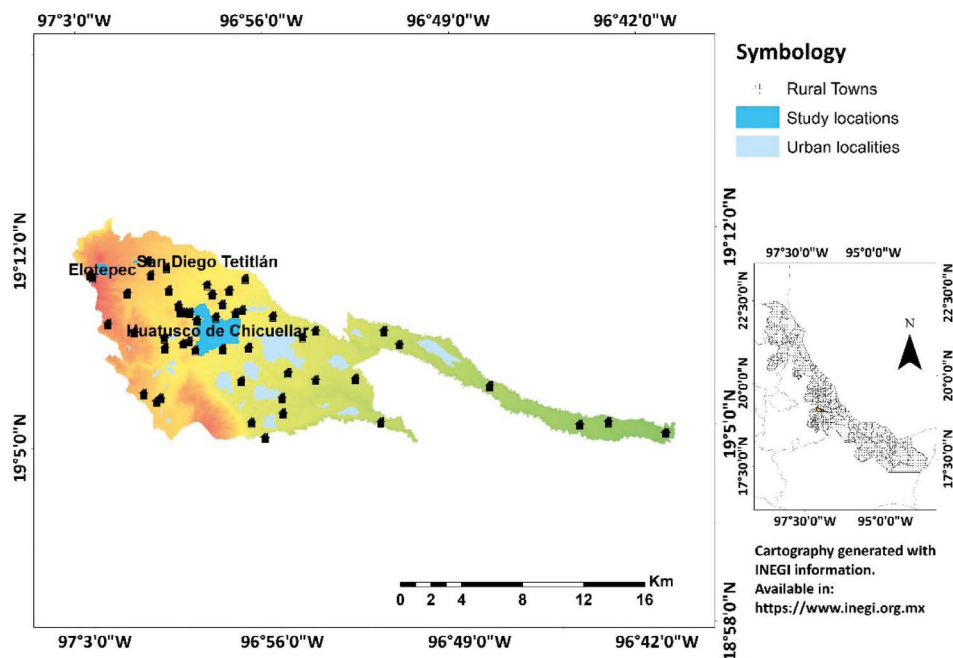 97°3'0"W 96°56'0"W 96°49'0"W 96°42'0"W
Symbology
Rural Towns
Study locations
Urban localities
19°12'0"N
19°12'0"N
San Diego Tetitlán
Elotepec
Huatusco de Chicuellar
97°30'0"W 95°0'0"W
22°30'0"N
22°30'0"N
N
20°0'0"N
20°0'0"N
17°30'0"N
17°30'0"N
97°30'0"W 95°0'0"W
19°5'0"N
19°5'0"N
Cartography generated with
INEGI information.
Available in:
https://www.inegi.org.mx
Km
0 2 4 8 12 16
18°58'0"N
97°3'0"W 96°56'0"W 96°49'0"W 96°42'0"W